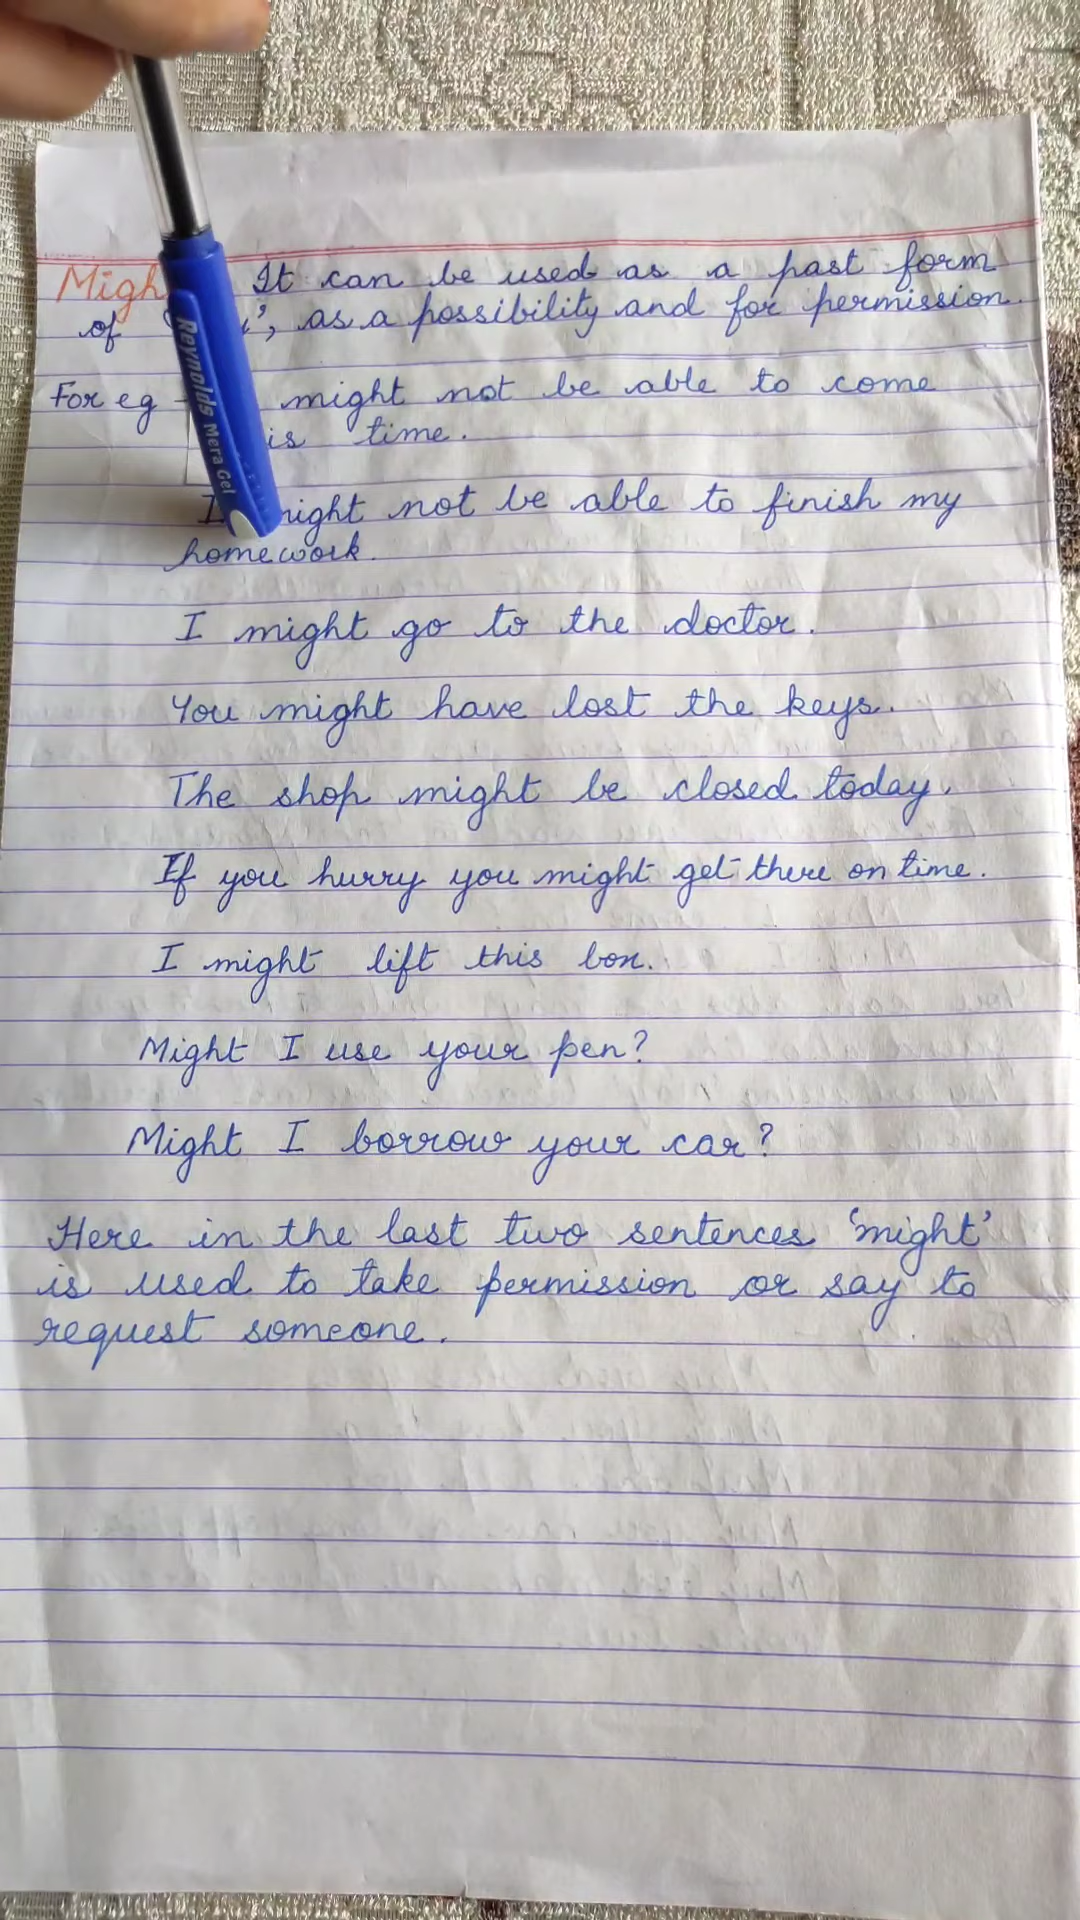 Migh It can be used as a past form
of ', as a possibility and for permission.
For eg - might not be able to come
is time.
I might not be able to finish my
homework.
I might go to the doctor.
You might have lost the keys.
The shop might be closed today.
If you hurry you might get there on time.
I might lift this box.
Might I use your pen?
Might I borrow your car?
Here in the last two sentences 'might'
is used to take permission or say to
request someone.
Reynolds Mera Gel